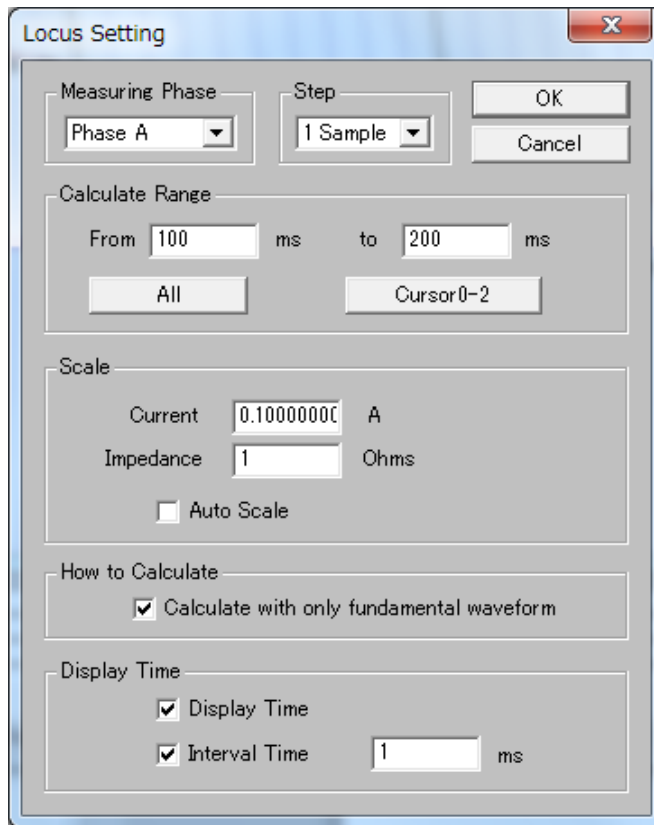 Locus Setting
Measuring Phase
Phase A
Step
1 Sample
OK
Cancel
Calculate Range
From 100 ms to 200 ms
All
Cursor0-2
Scale
Current 0.1000000 A
Impedance 1 Ohms
Auto Scale
How to Calculate
Calculate with only fundamental waveform
Display Time
Display Time
Interval Time 1 ms